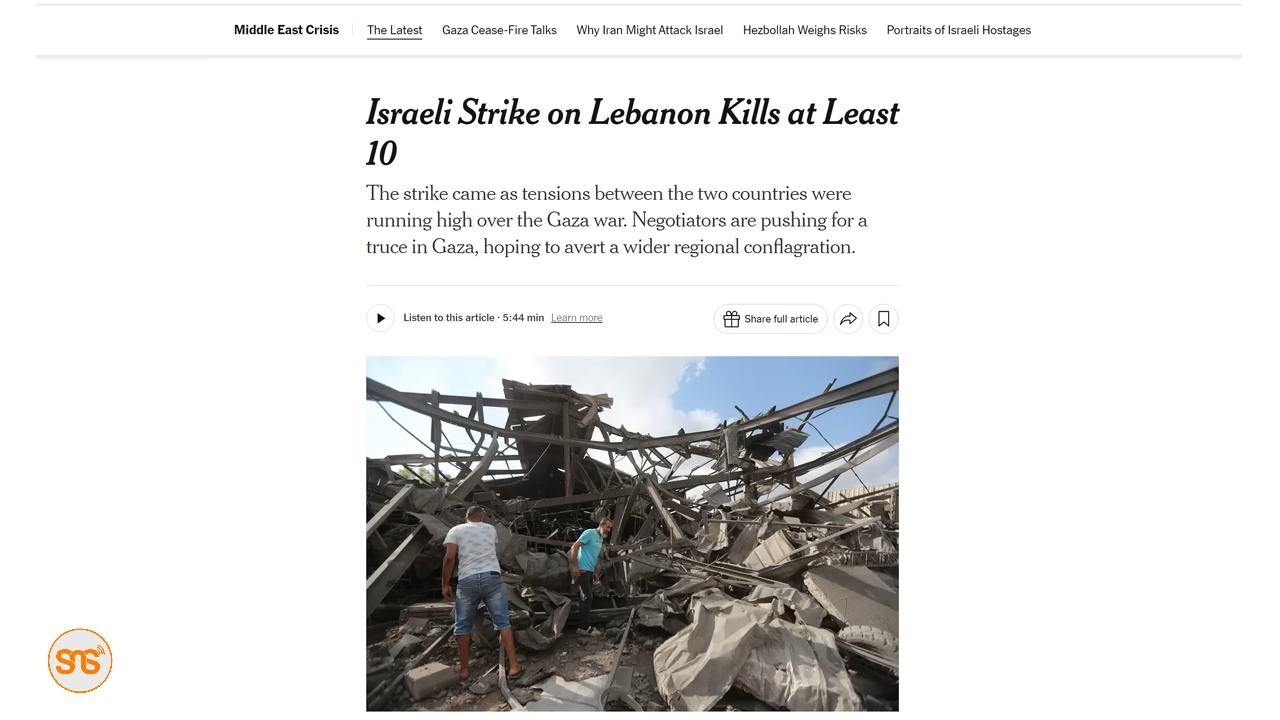 Middle East Crisis The Latest Gaza Cease-Fire Talks Why Iran Might Attack Israel Hezbollah Weighs Risks Portraits of Israeli Hostages
Israeli Strike on Lebanon Kills at Least
10
The strike came as tensions between the two countries were
running high over the Gaza war. Negotiators are pushing for a
truce in Gaza, hoping to avert a wider regional conflagration.
Listen to this article · 5:44 min Learn more Share full article
SNS